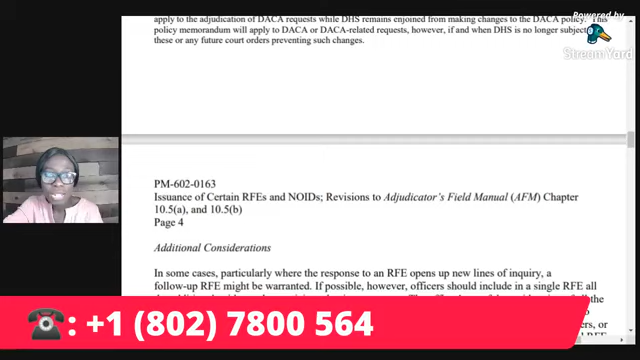 Powered by
StreamYard
apply to the adjudication of DACA requests while DHS remains enjoined from making changes to the DACA policy. This
policy memorandum will apply to DACA or DACA-related requests, however, if and when DHS is no longer subject
these or any future court orders preventing such changes.
PM-602-0163
Issuance of Certain RFEs and NOIDs; Revisions to Adjudicator's Field Manual (AFM) Chapter
10.5(a), and 10.5(b)
Page 4
Additional Considerations
In some cases, particularly where the response to an RFE opens up new lines of inquiry, a
follow-up RFE might be warranted. If possible, however, officers should include in a single RFE all
the
: +1 (802) 7800 564